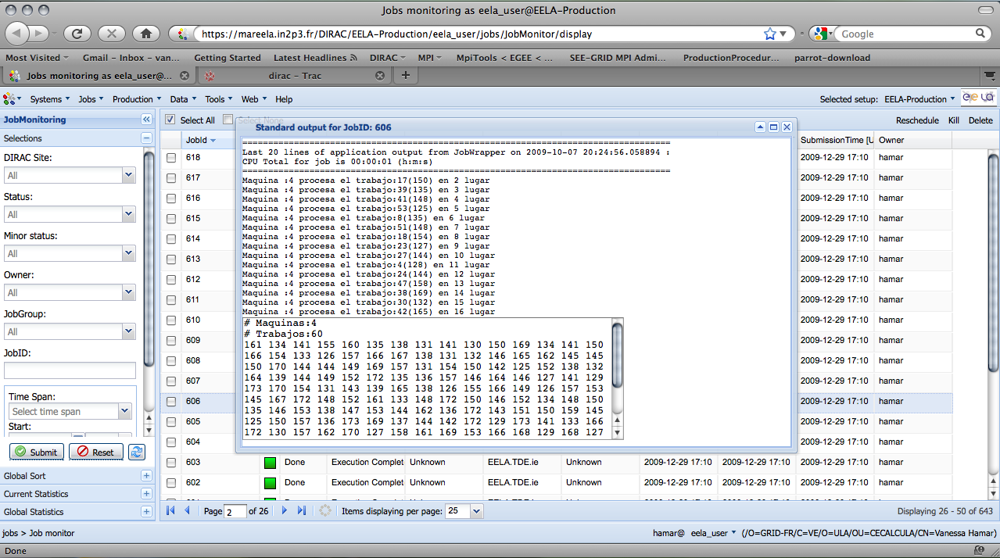 Jobs monitoring as eela_user@EELA-Production
https://mareela.in2p3.fr/DIRAC/EELA-Production/eela_user/jobs/JobMonitor/display
Google
Most Visited Gmail - Inbox - van... Getting Started Latest Headlines DIRAC MPI MpiTools < EGEE < ... SEE-GRID MPI Admi... ProductionProcedur... parrot-download
Jobs monitoring as eela_user@... dirac - Trac
Systems Jobs Production Data Tools Web Help Selected setup: EELA-Production eela
JobMonitoring
Select All Select None Reschedule Kill Delete
Standard output for JobID: 606
Selections
JobId SubmissionTime [U Owner
DIRAC Site:
All
Status:
All
Minor status:
All
Owner:
All
JobGroup:
All
JobID:
Time Span:
Select time span
Start:
Submit Reset
Global Sort
Current Statistics
Global Statistics
================================================================================
Last 20 lines of application output from JobWrapper on 2009-10-07 20:24:56.058894 :
CPU Total for job is 00:00:01 (h:m:s)
================================================================================
Maquina :4 procesa el trabajo:17(150) en 2 lugar
Maquina :4 procesa el trabajo:39(135) en 3 lugar
Maquina :4 procesa el trabajo:41(148) en 4 lugar
Maquina :4 procesa el trabajo:53(125) en 5 lugar
Maquina :4 procesa el trabajo:8(135) en 6 lugar
Maquina :4 procesa el trabajo:51(148) en 7 lugar
Maquina :4 procesa el trabajo:18(154) en 8 lugar
Maquina :4 procesa el trabajo:23(127) en 9 lugar
Maquina :4 procesa el trabajo:27(144) en 10 lugar
Maquina :4 procesa el trabajo:4(128) en 11 lugar
Maquina :4 procesa el trabajo:24(144) en 12 lugar
Maquina :4 procesa el trabajo:47(158) en 13 lugar
Maquina :4 procesa el trabajo:38(169) en 14 lugar
Maquina :4 procesa el trabajo:30(132) en 15 lugar
Maquina :4 procesa el trabajo:42(165) en 16 lugar
# Maquinas:4
# Trabajos:60
161 134 141 155 160 135 138 131 141 130 150 169 134 141 150
166 154 133 126 157 166 167 138 131 132 146 165 162 145 145
150 170 144 144 149 169 157 131 154 150 142 125 152 138 132
164 139 144 149 152 172 135 136 157 146 164 146 127 141 129
173 170 154 131 143 139 165 138 126 155 166 149 126 157 153
145 167 172 148 152 161 133 148 172 150 146 152 134 148 150
135 146 153 138 147 153 144 162 136 172 143 151 150 159 145
125 150 157 136 173 169 137 144 142 172 129 173 141 133 166
172 130 157 162 170 127 158 161 169 153 166 168 129 168 127
618 2009-12-29 17:10 hamar
617 2009-12-29 17:10 hamar
616 2009-12-29 17:10 hamar
615 2009-12-29 17:10 hamar
614 2009-12-29 17:10 hamar
613 2009-12-29 17:10 hamar
612 2009-12-29 17:10 hamar
611 2009-12-29 17:10 hamar
610 2009-12-29 17:10 hamar
609 2009-12-29 17:10 hamar
608 2009-12-29 17:10 hamar
607 2009-12-29 17:10 hamar
606 2009-12-29 17:10 hamar
605 2009-12-29 17:10 hamar
604 2009-12-29 17:10 hamar
603 Done Execution Complet Unknown EELA.TDE.ie Unknown 2009-12-29 17:10 2009-12-29 17:10 2009-12-29 17:10 hamar
602 Done Execution Complet Unknown EELA.TDE.ie Unknown 2009-12-29 17:10 2009-12-29 17:10 2009-12-29 17:10 hamar
Page 2 of 26 Items displaying per page: 25 Displaying 26 - 50 of 643
jobs > Job monitor hamar@ eela_user (/O=GRID-FR/C=VE/O=ULA/OU=CECALCULA/CN=Vanessa Hamar)
Done